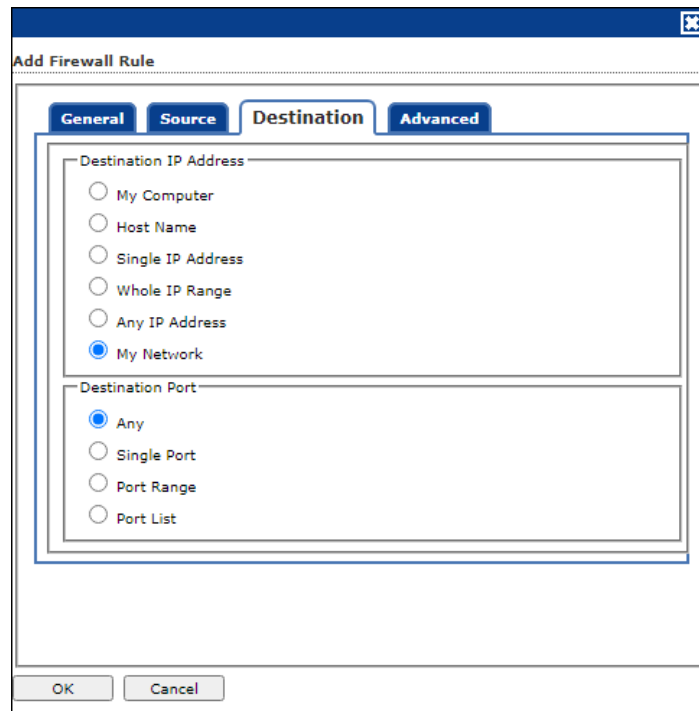 Add Firewall Rule
General Source Destination Advanced
Destination IP Address
My Computer
Host Name
Single IP Address
Whole IP Range
Any IP Address
My Network
Destination Port
Any
Single Port
Port Range
Port List
OK Cancel